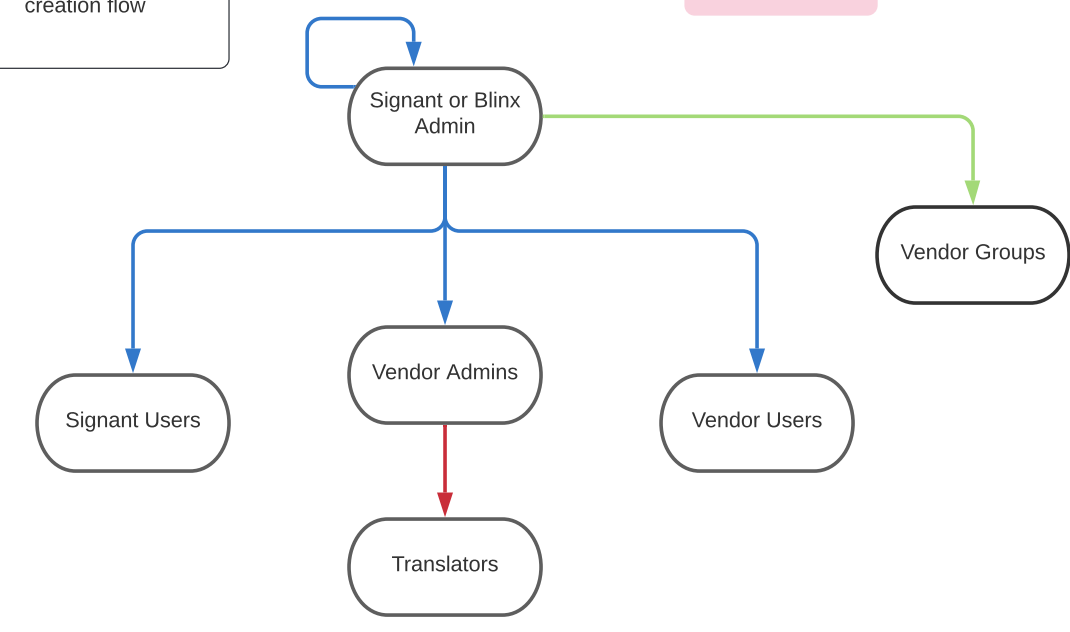 creation flow
Signant or Blinx
Admin
Vendor Groups
Vendor Admins
Signant Users
Vendor Users
Translators